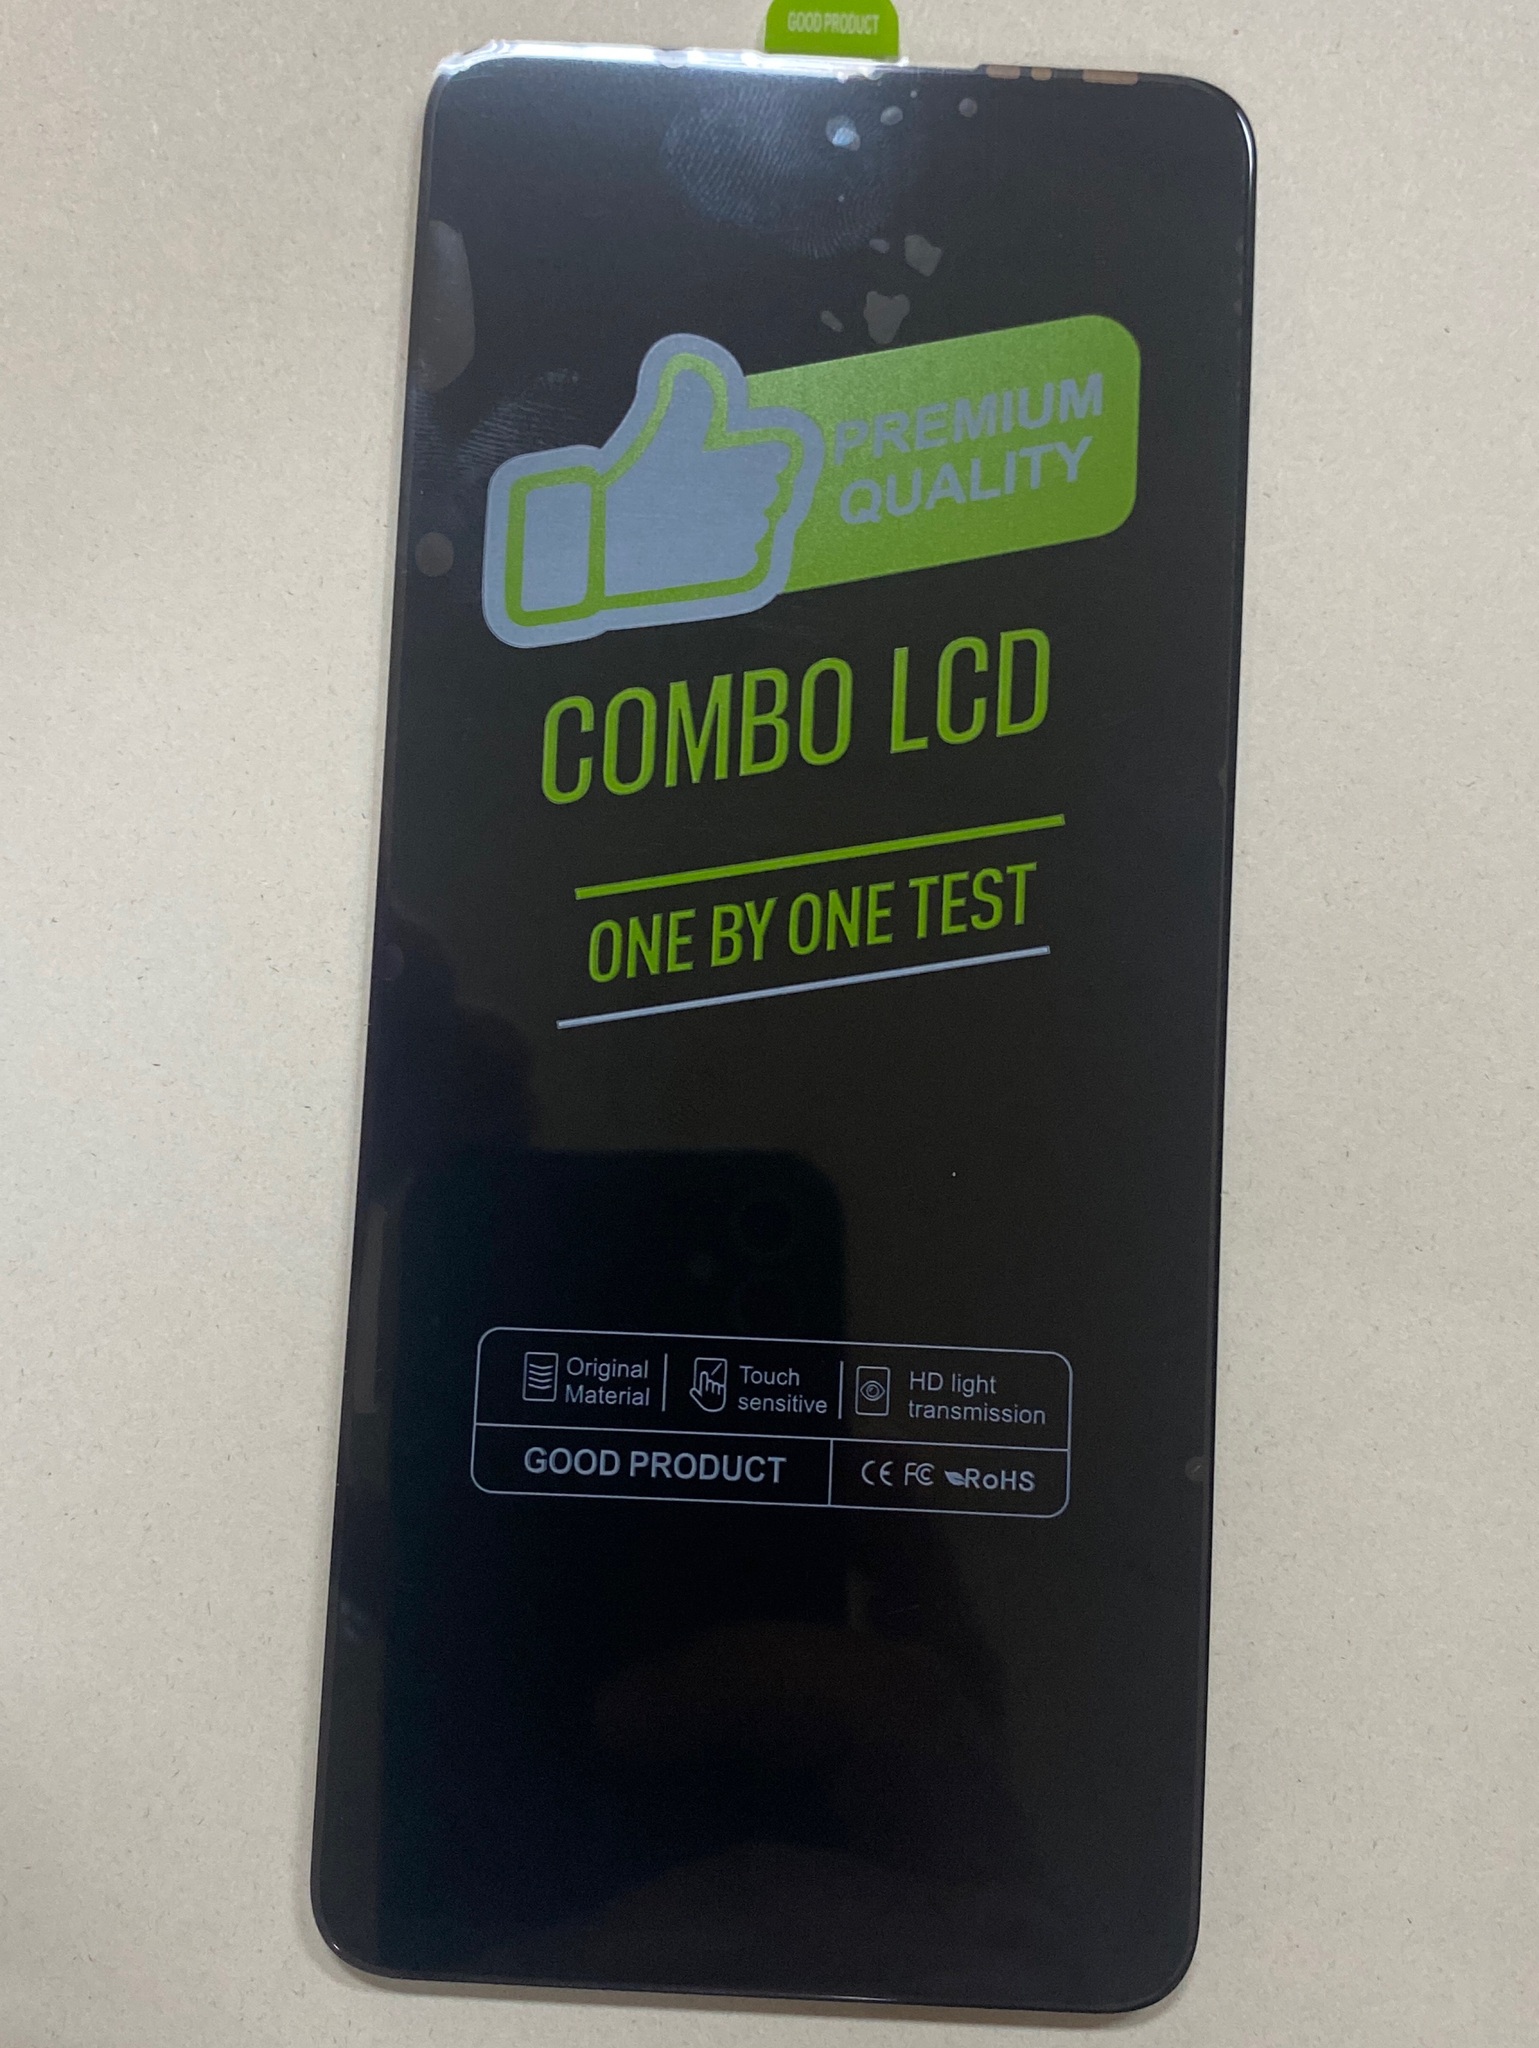 GOOD PRODUCT
PREMIUM
QUALITY
COMBO LCD
ONE BY ONE TEST
Original
Material
Touch
sensitive
HD light
transmission
GOOD PRODUCT
CE FC RoHS